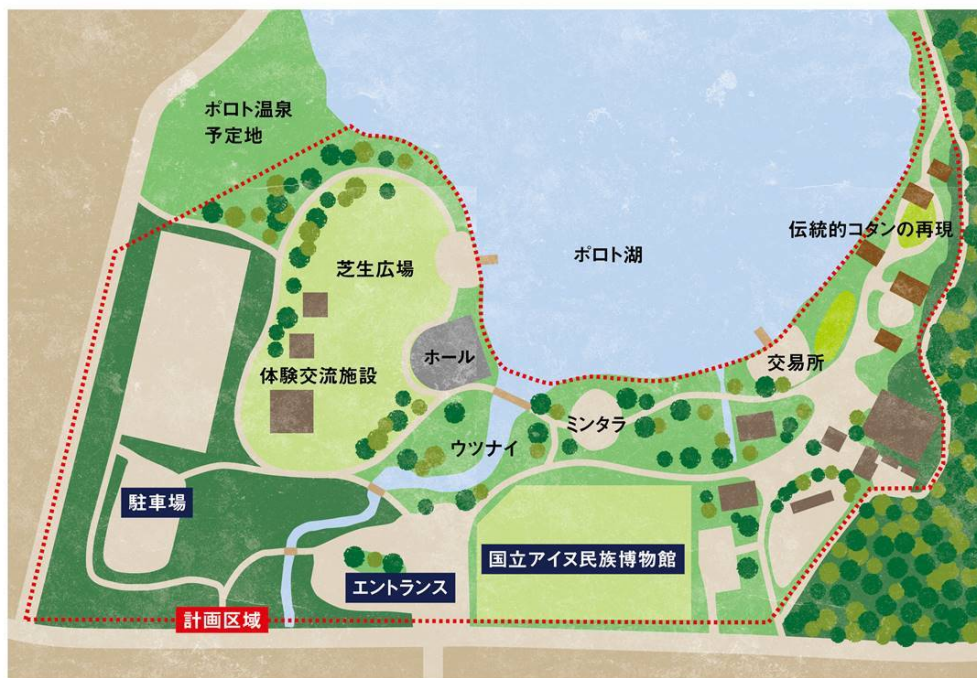 ポロト温泉
予定地
伝統的コタンの再現
ポロト湖
芝生広場
ホール
交易所
体験交流施設
ミンタラ
ウツナイ
駐車場
国立アイヌ民族博物館
エントランス
計画区域